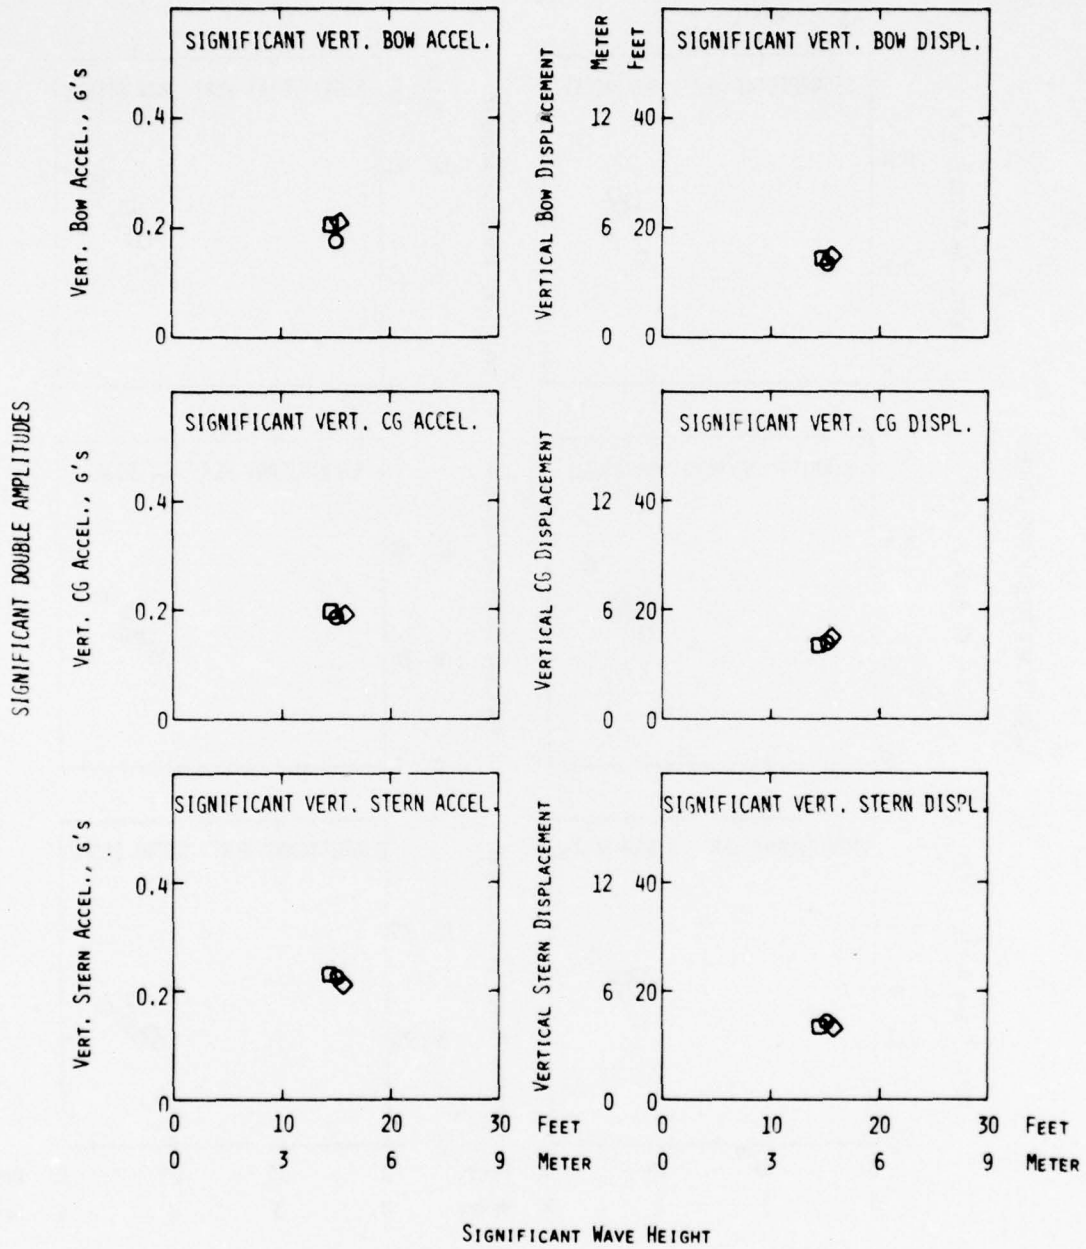 SIGNIFICANT DOUBLE AMPLITUDES
SIGNIFICANT VERT. BOW ACCEL.
VERT. BOW ACCEL., G'S
0.4
0.2
0
METER FEET
SIGNIFICANT VERT. BOW DISPL.
VERTICAL BOW DISPLACEMENT
12 40
6 20
0 0
SIGNIFICANT VERT. CG ACCEL.
VERT. CG ACCEL., G'S
0.4
0.2
0
SIGNIFICANT VERT. CG DISPL.
VERTICAL CG DISPLACEMENT
12 40
6 20
0 0
SIGNIFICANT VERT. STERN ACCEL.
VERT. STERN ACCEL., G'S
0.4
0.2
0
SIGNIFICANT VERT. STERN DISPL.
VERTICAL STERN DISPLACEMENT
12 40
6 20
0 0
0 10 20 30 FEET 0 10 20 30 FEET
0 3 6 9 METER 0 3 6 9 METER
SIGNIFICANT WAVE HEIGHT